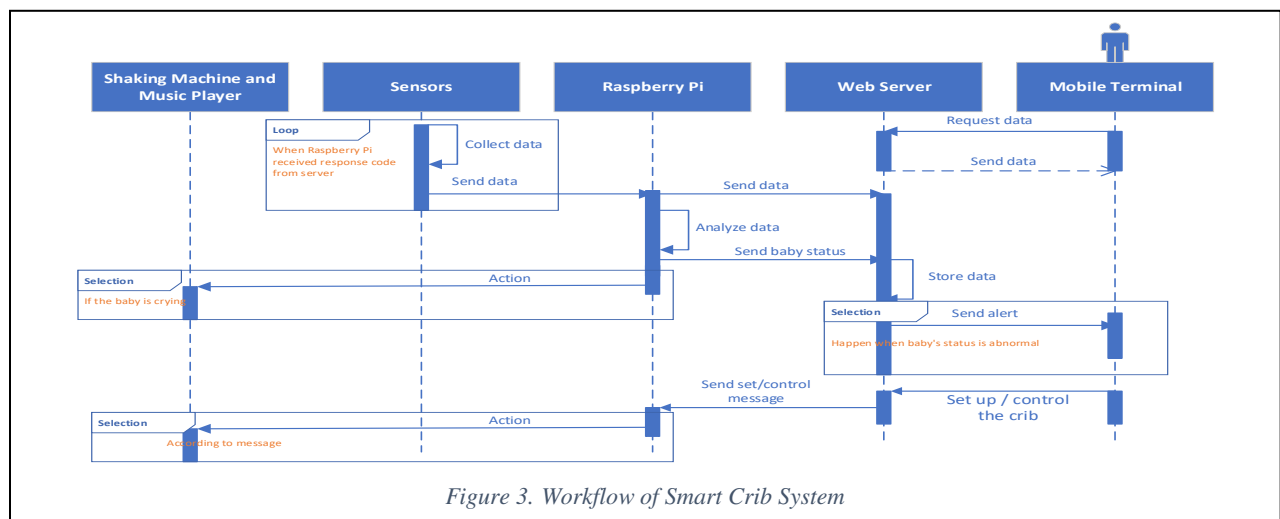 Shaking Machine and
Music Player
Sensors
Raspberry Pi
Web Server
Mobile Terminal
Loop
When Raspberry Pi
received response code
from server
Collect data
Send data
Request data
Send data
Send data
Analyze data
Send baby status
Store data
Selection
If the baby is crying
Action
Selection
Send alert
Happen when baby's status is abnormal
Send set/control
message
Set up / control
the crib
Selection
According to message
Action
Figure 3. Workflow of Smart Crib System